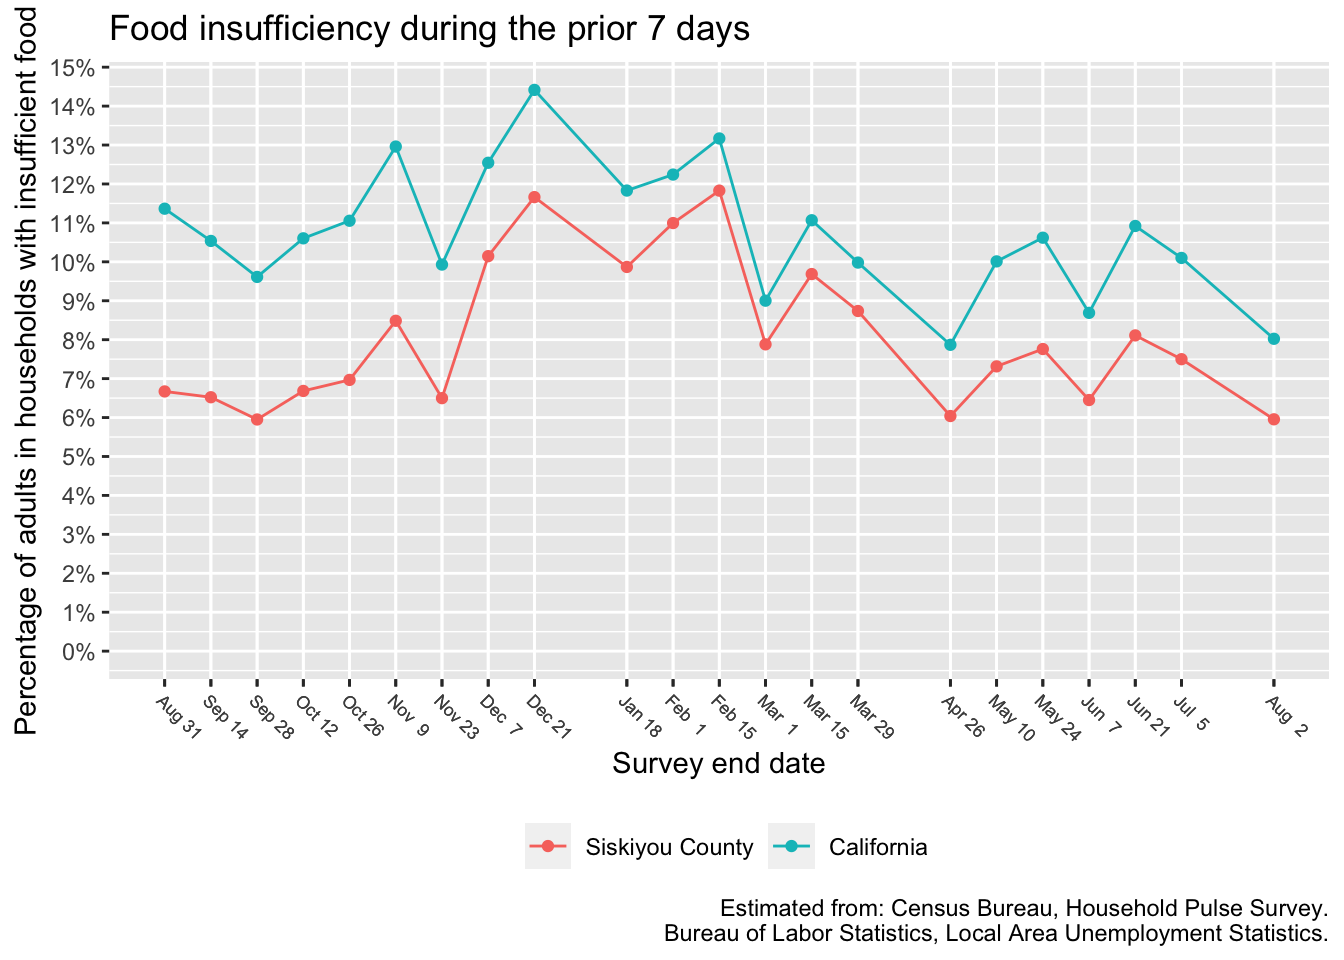 Food insufficiency during the prior 7 days
Percentage of adults in households with insufficient food
15%
14%
13%
12%
11%
10%
9%
8%
7%
6%
5%
4%
3%
2%
1%
0%
Aug 31
Sep 14
Sep 28
Oct 12
Oct 26
Nov 9
Nov 23
Dec 7
Dec 21
Jan 18
Feb 1
Feb 15
Mar 1
Mar 15
Mar 29
Apr 26
May 10
May 24
Jun 7
Jun 21
Jul 5
Aug 2
Survey end date
Siskiyou County
California
Estimated from: Census Bureau, Household Pulse Survey.
Bureau of Labor Statistics, Local Area Unemployment Statistics.